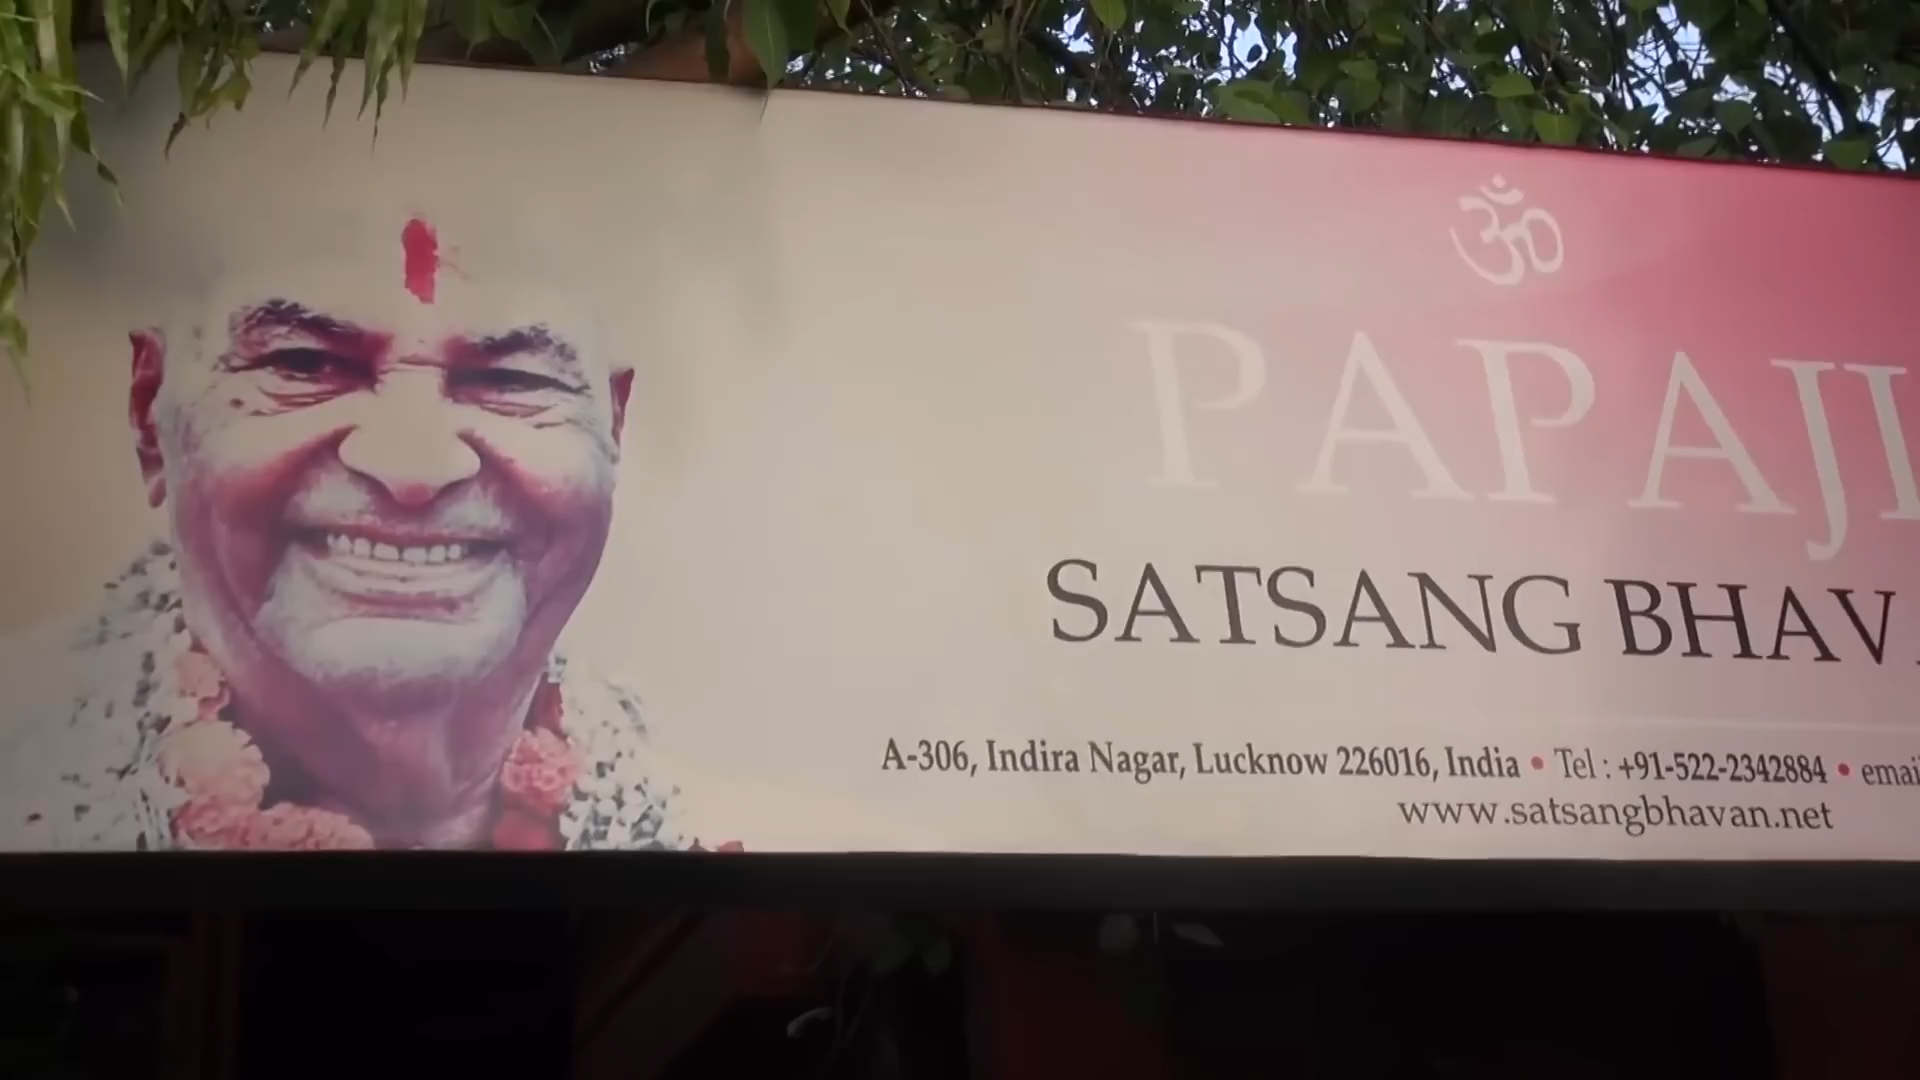 ॐ
PAPAJI
SATSANG BHAV
A-306, Indira Nagar, Lucknow 226016, India • Tel : +91-522-2342884 • emai
www.satsangbhavan.net